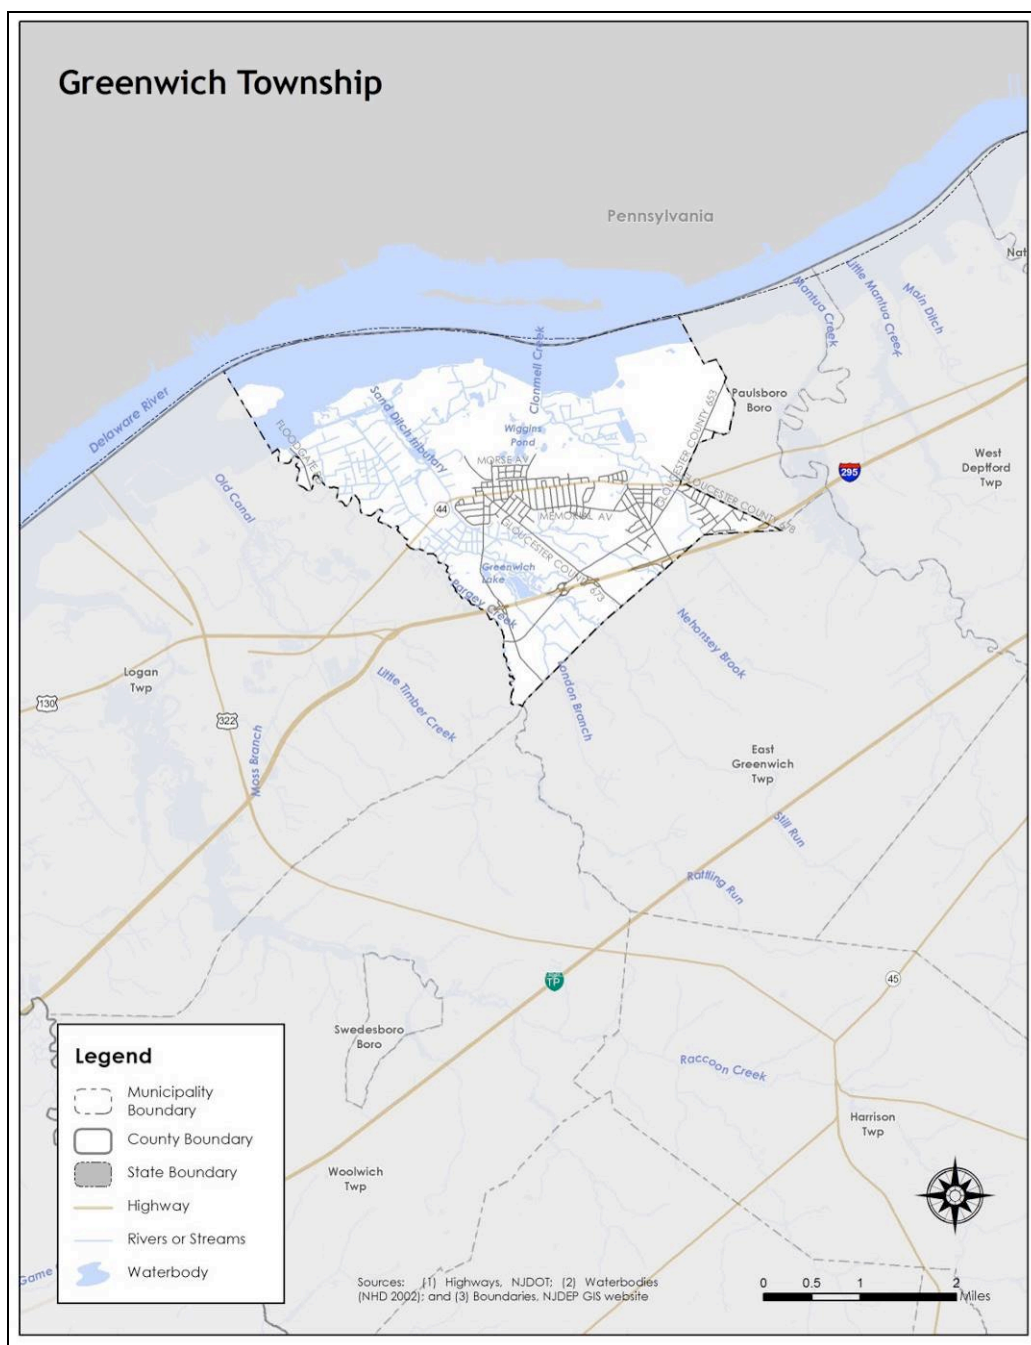 Greenwich Township
Pennsylvania
Nat
Mantua Creek
Little Mantua Creek
Main Ditch
Clonmell Creek
Delaware River
Sand Ditch tributary
FLOODGATE
Wiggins
Pond
GLOUCESTER COUNTY 653
Paulsboro
Boro
West
Deptford
Twp
295
Old Canal
MORSE AV
44
MEMORIAL AV
GLOUCESTER COUNTY 678
GLOUCESTER COUNTY 673
Greenwich
Lake
Pargey Creek
Nehonsey Brook
London Branch
Little Timber Creek
Logan
Twp
130
322
Moss Branch
East
Greenwich
Twp
Still Run
Rattling Run
TP
45
Swedesboro
Boro
Raccoon Creek
Harrison
Twp
Woolwich
Twp
Legend
Municipality
Boundary
County Boundary
State Boundary
Highway
Rivers or Streams
Waterbody
Game
Sources: (1) Highways, NJDOT; (2) Waterbodies
(NHD 2002); and (3) Boundaries, NJDEP GIS website
0 0.5 1 2
Miles